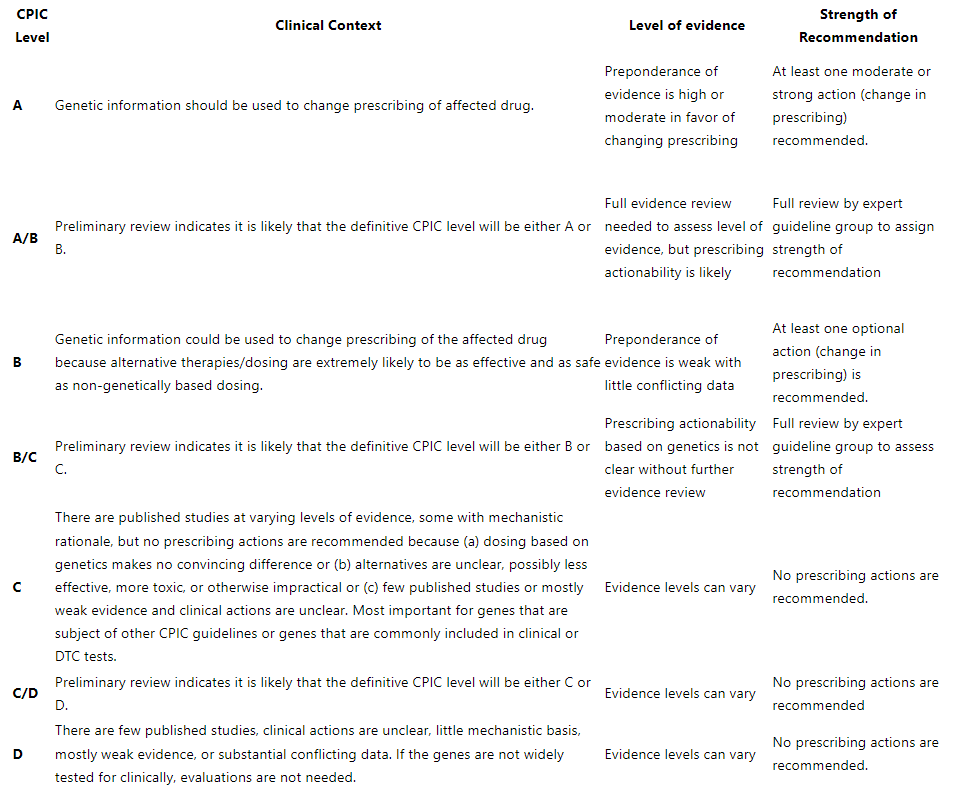 CPIC Level
Clinical Context
Level of evidence
Strength of
Recommendation
A
Genetic information should be used to change prescribing of affected drug.
Preponderance of
evidence is high or
moderate in favor of
changing prescribing
At least one moderate or
strong action (change in
prescribing)
recommended.
A/B
Preliminary review indicates it is likely that the definitive CPIC level will be either A or
B.
Full evidence review
needed to assess level of
evidence, but prescribing
actionability is likely
Full review by expert
guideline group to assign
strength of
recommendation
B
Genetic information could be used to change prescribing of the affected drug
because alternative therapies/dosing are extremely likely to be as effective and as safe
as non-genetically based dosing.
Preponderance of
evidence is weak with
little conflicting data
At least one optional
action (change in
prescribing) is
recommended.
B/C
Preliminary review indicates it is likely that the definitive CPIC level will be either B or
C.
Prescribing actionability
based on genetics is not
clear without further
evidence review
Full review by expert
guideline group to assess
strength of
recommendation
C
There are published studies at varying levels of evidence, some with mechanistic
rationale, but no prescribing actions are recommended because (a) dosing based on
genetics makes no convincing difference or (b) alternatives are unclear, possibly less
effective, more toxic, or otherwise impractical or (c) few published studies or mostly
weak evidence and clinical actions are unclear. Most important for genes that are
subject of other CPIC guidelines or genes that are commonly included in clinical or
DTC tests.
Evidence levels can vary
No prescribing actions are
recommended.
C/D
Preliminary review indicates it is likely that the definitive CPIC level will be either C or
D.
Evidence levels can vary
No prescribing actions are
recommended
D
There are few published studies, clinical actions are unclear, little mechanistic basis,
mostly weak evidence, or substantial conflicting data. If the genes are not widely
tested for clinically, evaluations are not needed.
Evidence levels can vary
No prescribing actions are
recommended.